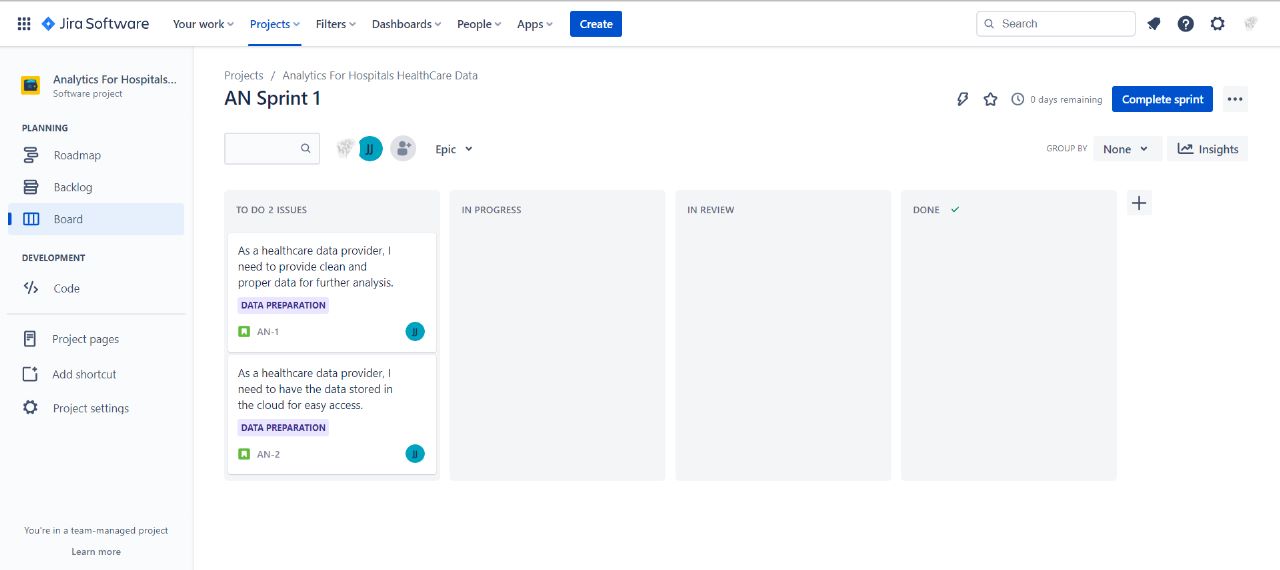 Jira Software
Your work
Projects
Filters
Dashboards
People
Apps
Create
Search
Analytics For Hospitals...
Software project
PLANNING
Roadmap
Backlog
Board
DEVELOPMENT
Code
Project pages
Add shortcut
Project settings
You're in a team-managed project
Learn more
Projects / Analytics For Hospitals HealthCare Data
AN Sprint 1
0 days remaining
Complete sprint
JJ
Epic
GROUP BY
None
Insights
TO DO 2 ISSUES
As a healthcare data provider, I
need to provide clean and
proper data for further analysis.
DATA PREPARATION
AN-1
JJ
As a healthcare data provider, I
need to have the data stored in
the cloud for easy access.
DATA PREPARATION
AN-2
JJ
IN PROGRESS
IN REVIEW
DONE